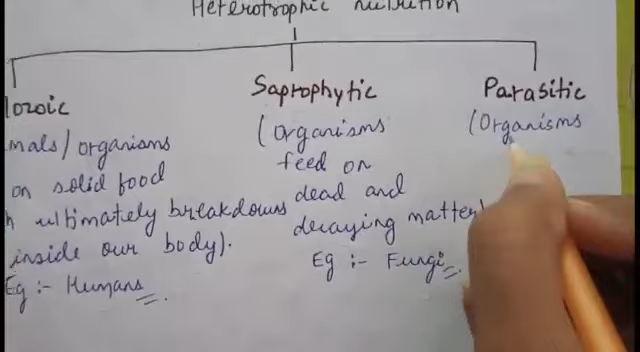 Heterotrophic nutrition
lozoic
Saprophytic
Parasitic
mals/organisms
on solid food
h ultimately breakdowns
inside our body).
Eg :- Humans
(organisms
feed on
dead and
decaying matter)
Eg :- Fungi
(Organisms